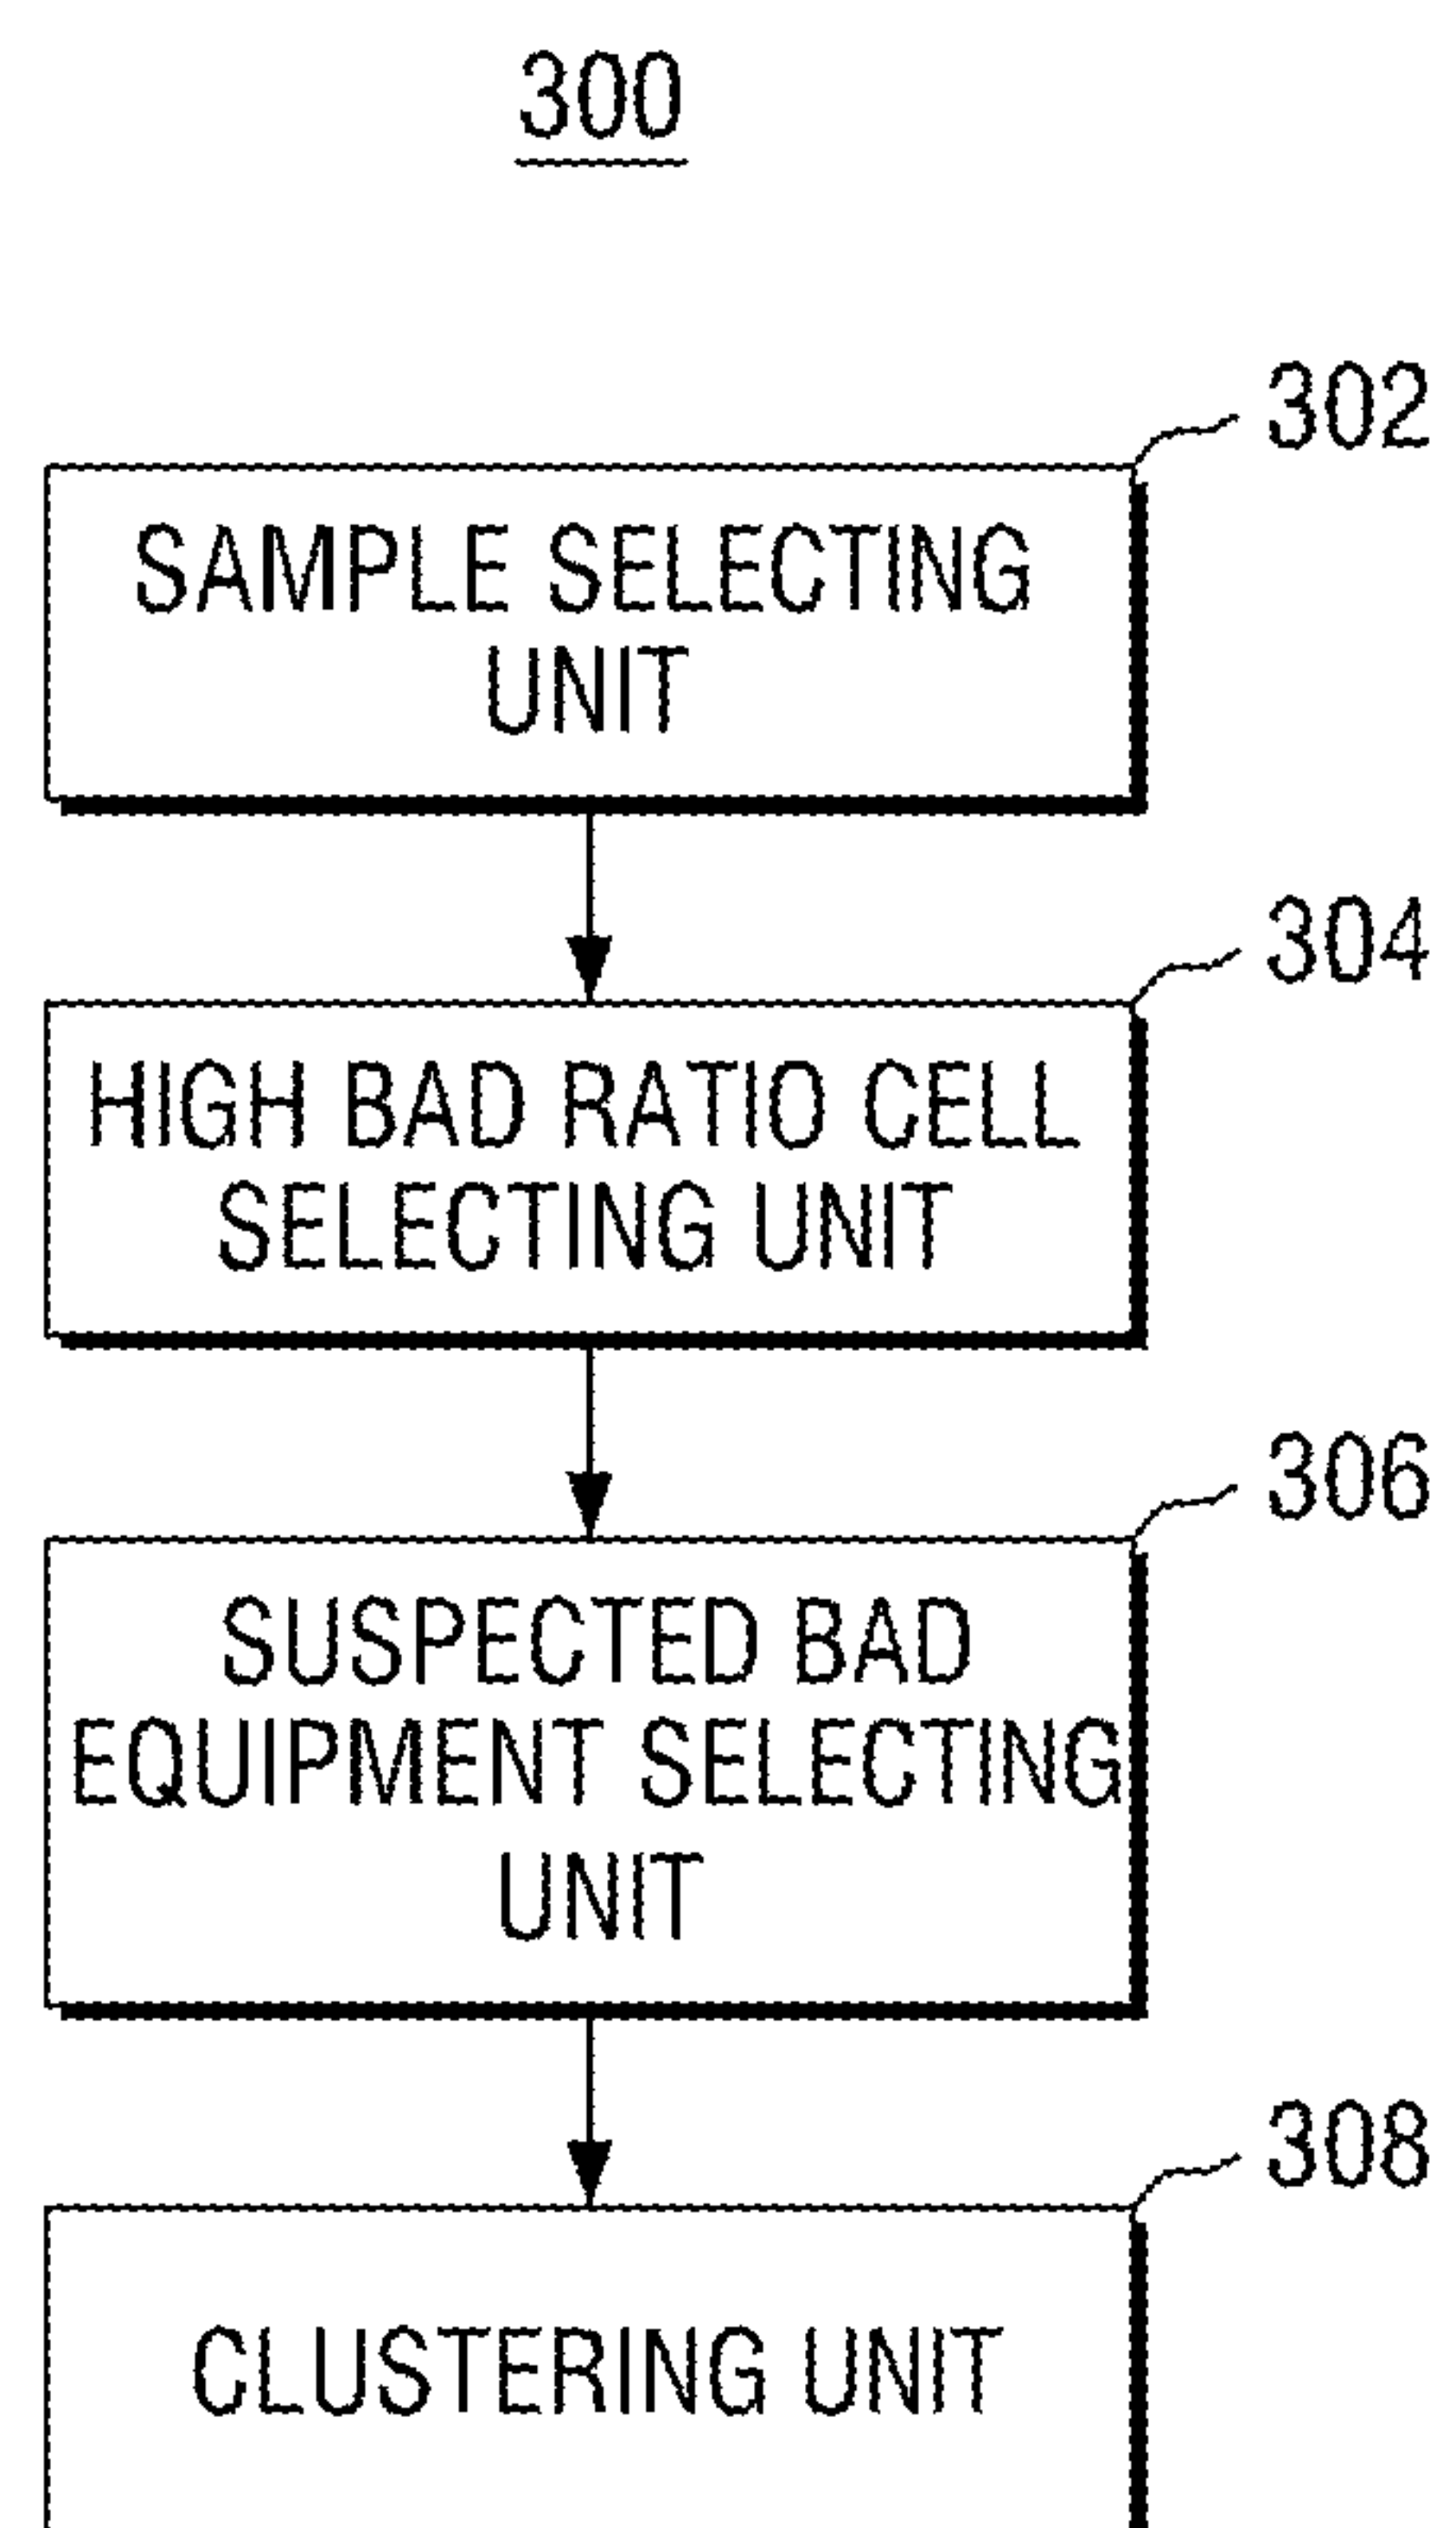 300
302
SAMPLE SELECTING
UNIT
304
HIGH BAD RATIO CELL
SELECTING UNIT
306
SUSPECTED BAD
EQUIPMENT SELECTING
UNIT
308
CLUSTERING UNIT